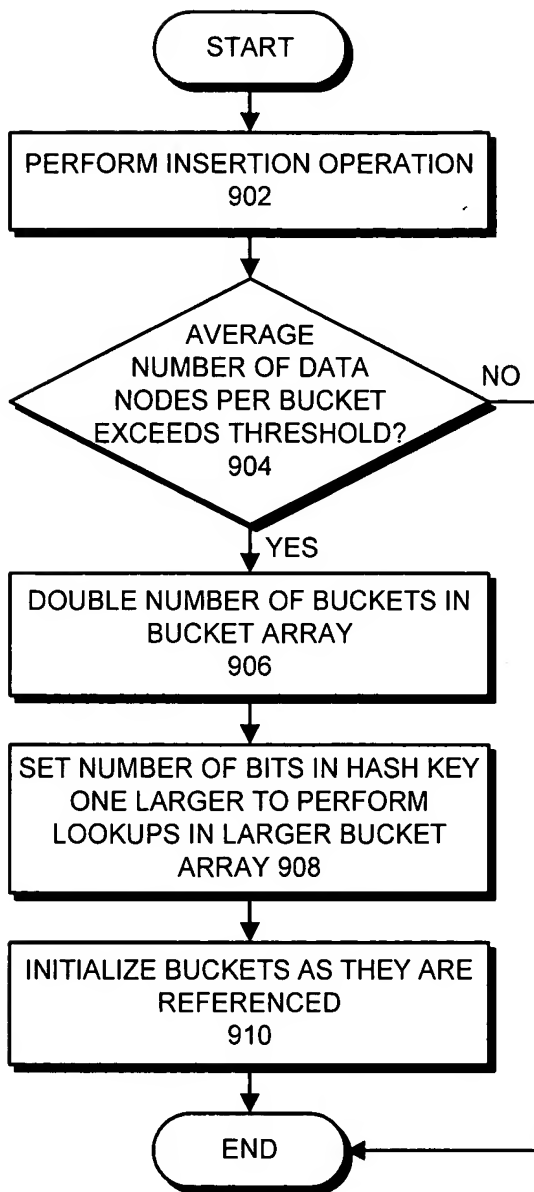 START
PERFORM INSERTION OPERATION
902
AVERAGE
NUMBER OF DATA
NODES PER BUCKET
EXCEEDS THRESHOLD?
904
NO
YES
DOUBLE NUMBER OF BUCKETS IN
BUCKET ARRAY
906
SET NUMBER OF BITS IN HASH KEY
ONE LARGER TO PERFORM
LOOKUPS IN LARGER BUCKET
ARRAY 908
INITIALIZE BUCKETS AS THEY ARE
REFERENCED
910
END